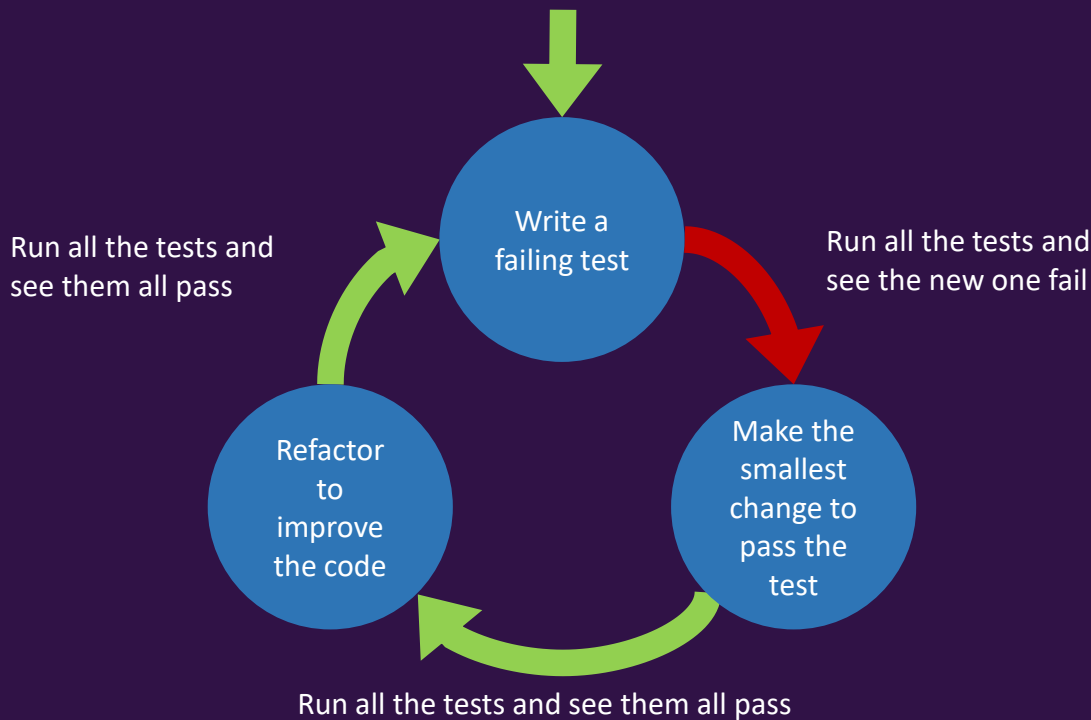 Write a
failing test
Run all the tests and
see the new one fail
Make the
smallest
change to
pass the
test
Run all the tests and see them all pass
Refactor
to
improve
the code
Run all the tests and
see them all pass